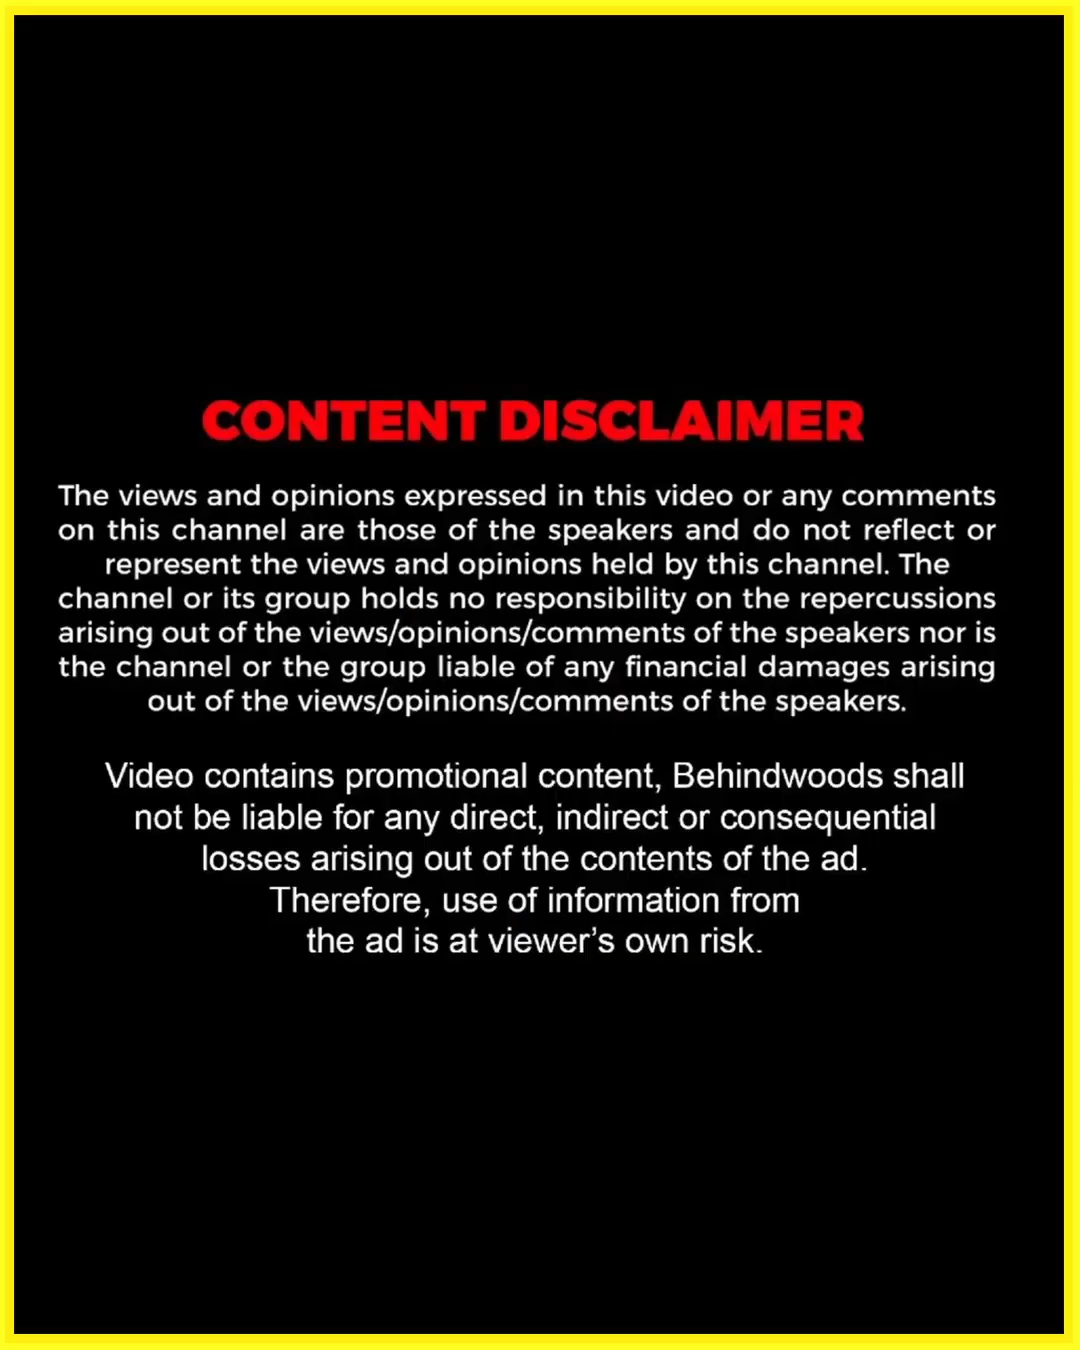 CONTENT DISCLAIMER
The views and opinions expressed in this video or any comments
on this channel are those of the speakers and do not reflect or
represent the views and opinions held by this channel. The
channel or its group holds no responsibility on the repercussions
arising out of the views/opinions/comments of the speakers nor is
the channel or the group liable of any financial damages arising
out of the views/opinions/comments of the speakers.
Video contains promotional content, Behindwoods shall
not be liable for any direct, indirect or consequential
losses arising out of the contents of the ad.
Therefore, use of information from
the ad is at viewer’s own risk.